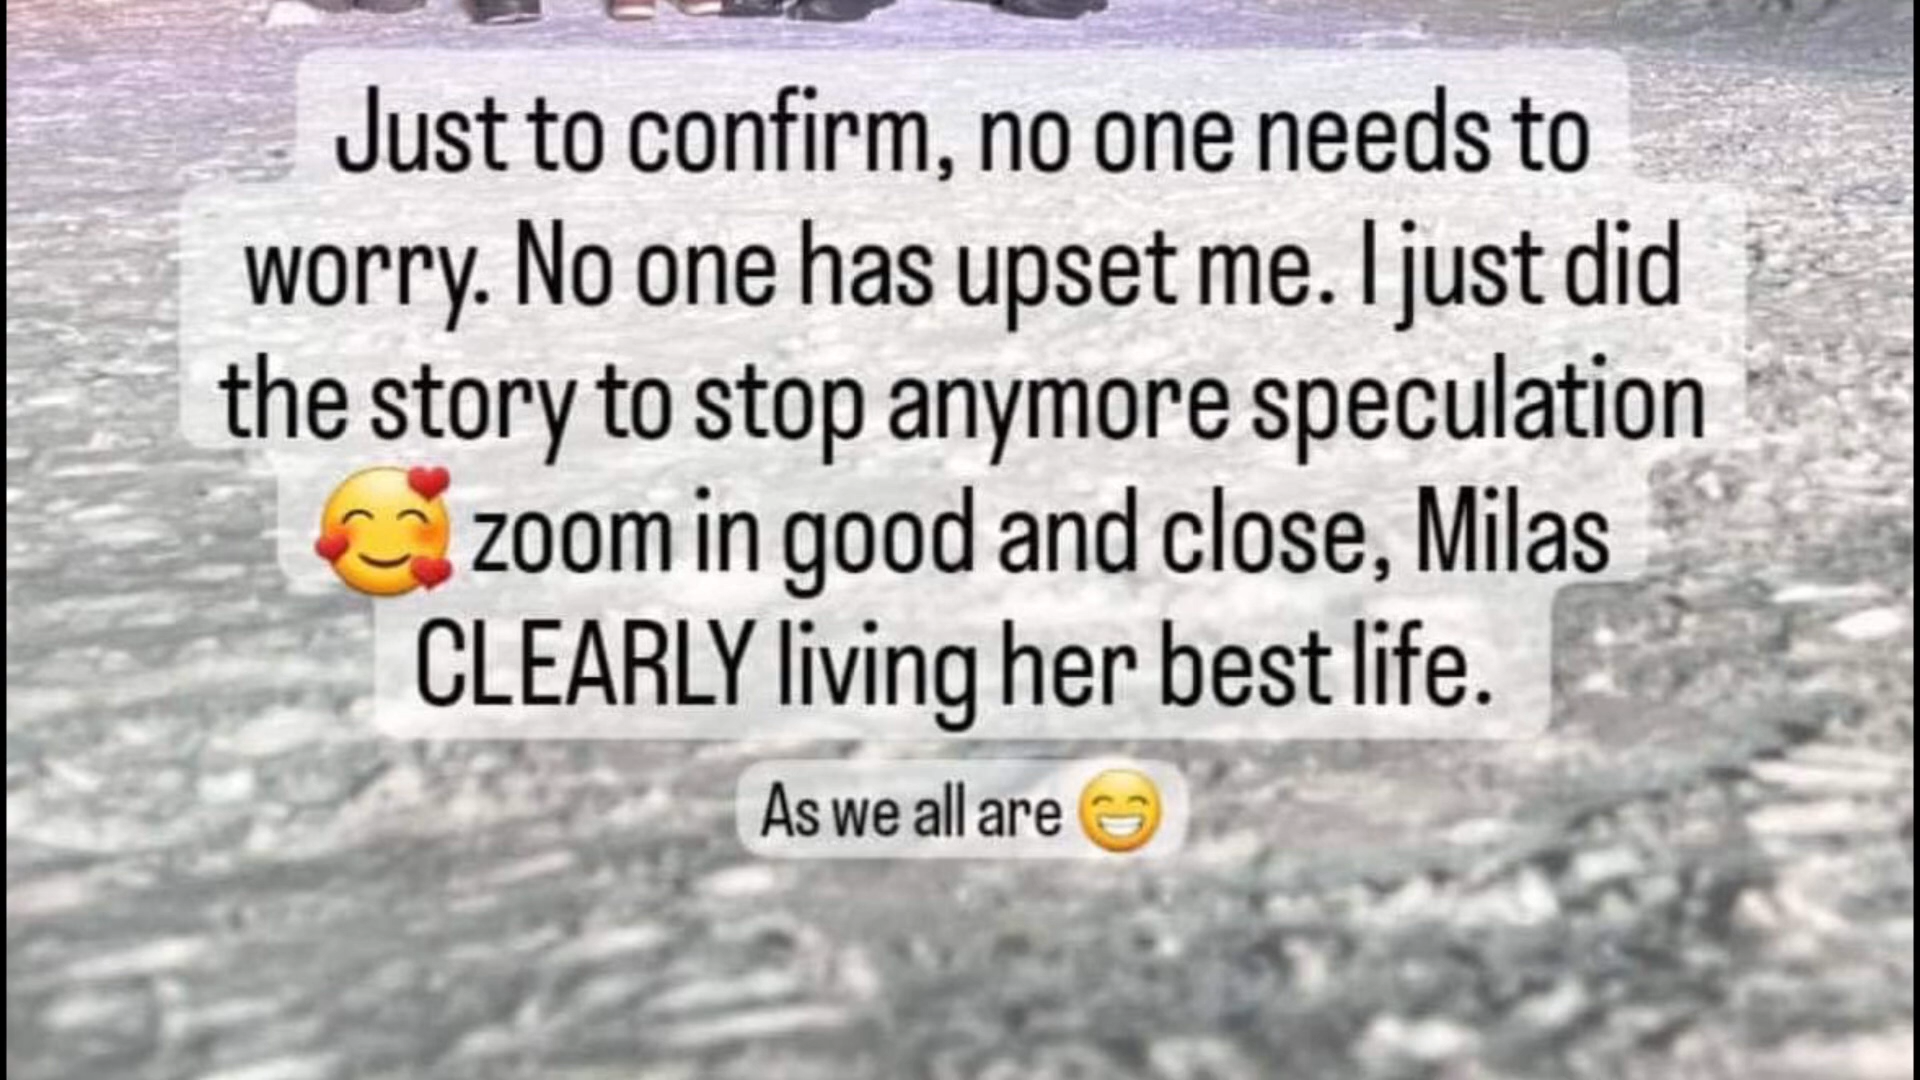 Just to confirm, no one needs to
worry. No one has upset me. I just did
the story to stop anymore speculation
🥰 zoom in good and close, Milas
CLEARLY living her best life.
As we all are 😁